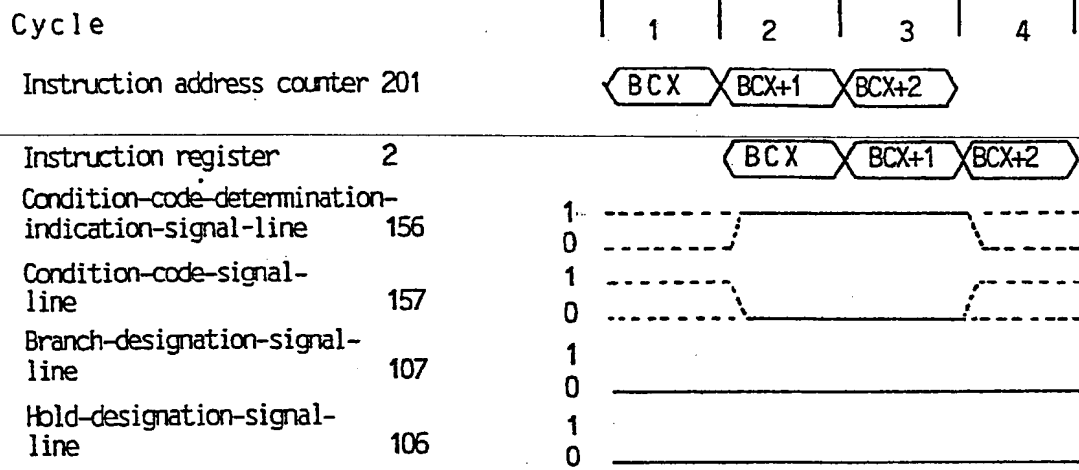 Cycle 1 2 3 4
Instruction address counter 201 BCX BCX+1 BCX+2
Instruction register 2 BCX BCX+1 BCX+2
Condition-code-determination-
indication-signal-line 156 1
0
Condition-code-signal-
line 157 1
0
Branch-designation-signal-
line 107 1
0
Hold-designation-signal-
line 106 1
0